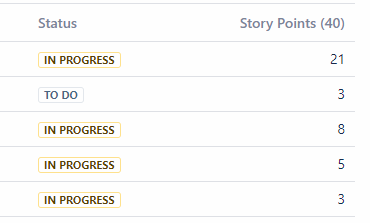 Status Story Points (40)
IN PROGRESS 21
TO DO 3
IN PROGRESS 8
IN PROGRESS 5
IN PROGRESS 3